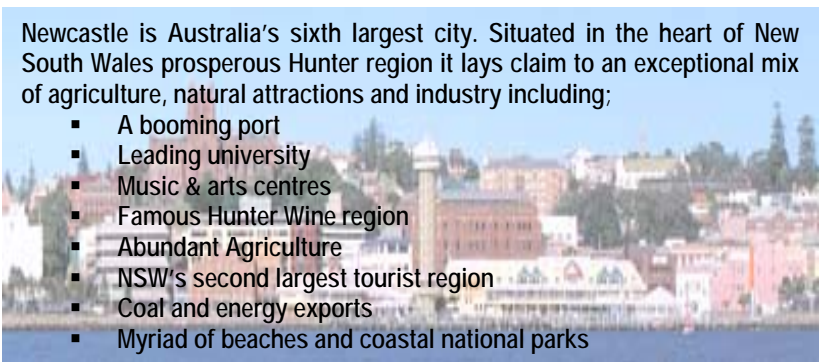 Newcastle is Australia's sixth largest city. Situated in the heart of New
South Wales prosperous Hunter region it lays claim to an exceptional mix
of agriculture, natural attractions and industry including;
▪ A booming port
▪ Leading university
▪ Music & arts centres
▪ Famous Hunter Wine region
▪ Abundant Agriculture
▪ NSW's second largest tourist region
▪ Coal and energy exports
▪ Myriad of beaches and coastal national parks